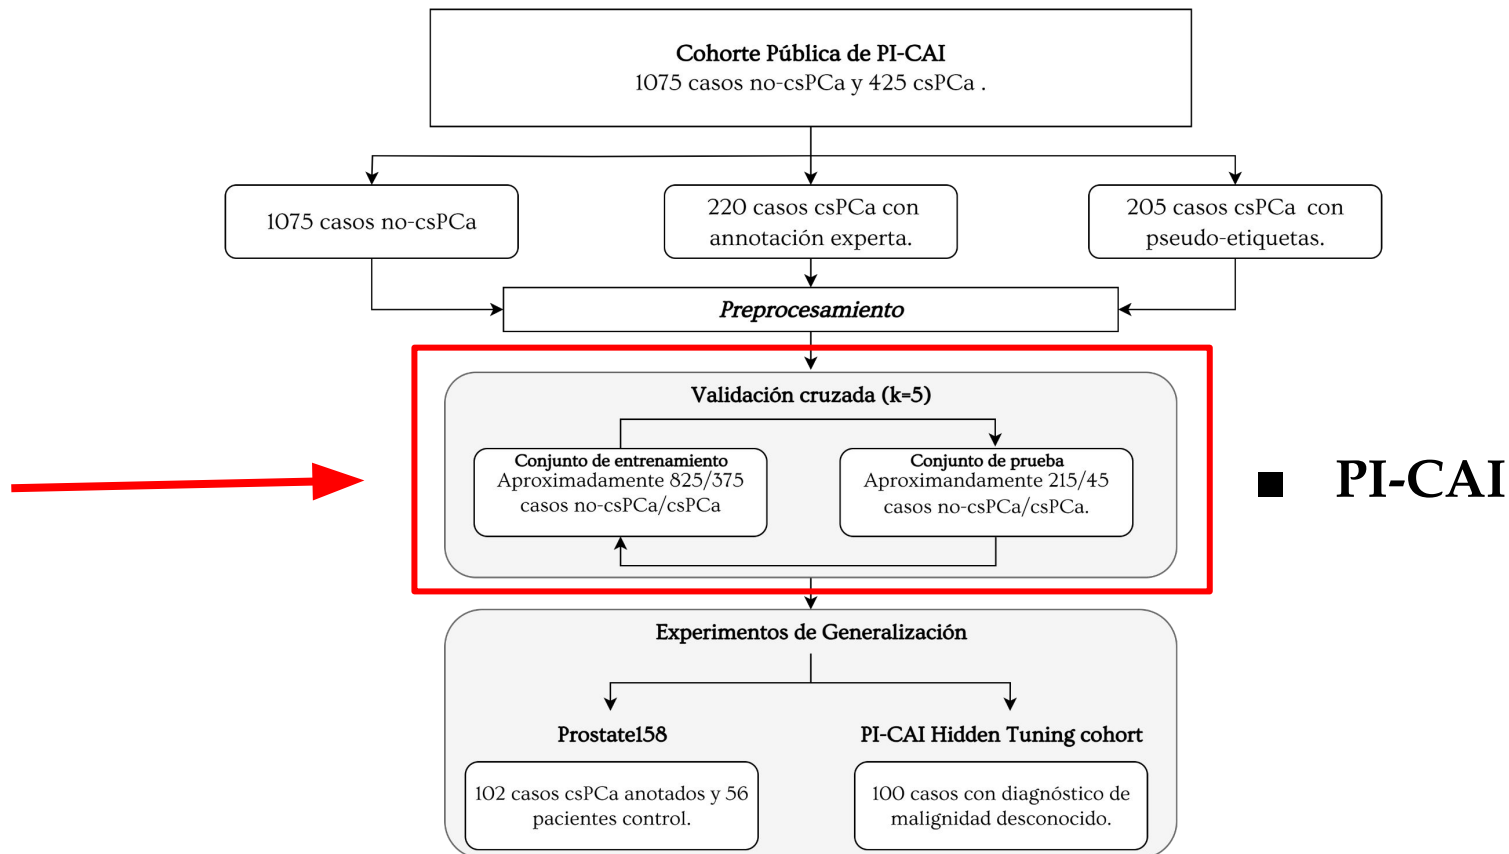 Cohorte Pública de PI-CAI
1075 casos no-csPCa y 425 csPCa .
1075 casos no-csPCa
220 casos csPCa con
annotación experta.
205 casos csPCa con
pseudo-etiquetas.
Preprocesamiento
Validación cruzada (k=5)
Conjunto de entrenamiento
Aproximadamente 825/375
casos no-csPCa/csPCa
Conjunto de prueba
Aproximandamente 215/45
casos no-csPCa/csPCa.
■ PI-CAI
Experimentos de Generalización
Prostate158
102 casos csPCa anotados y 56
pacientes control.
PI-CAI Hidden Tuning cohort
100 casos con diagnóstico de
malignidad desconocido.